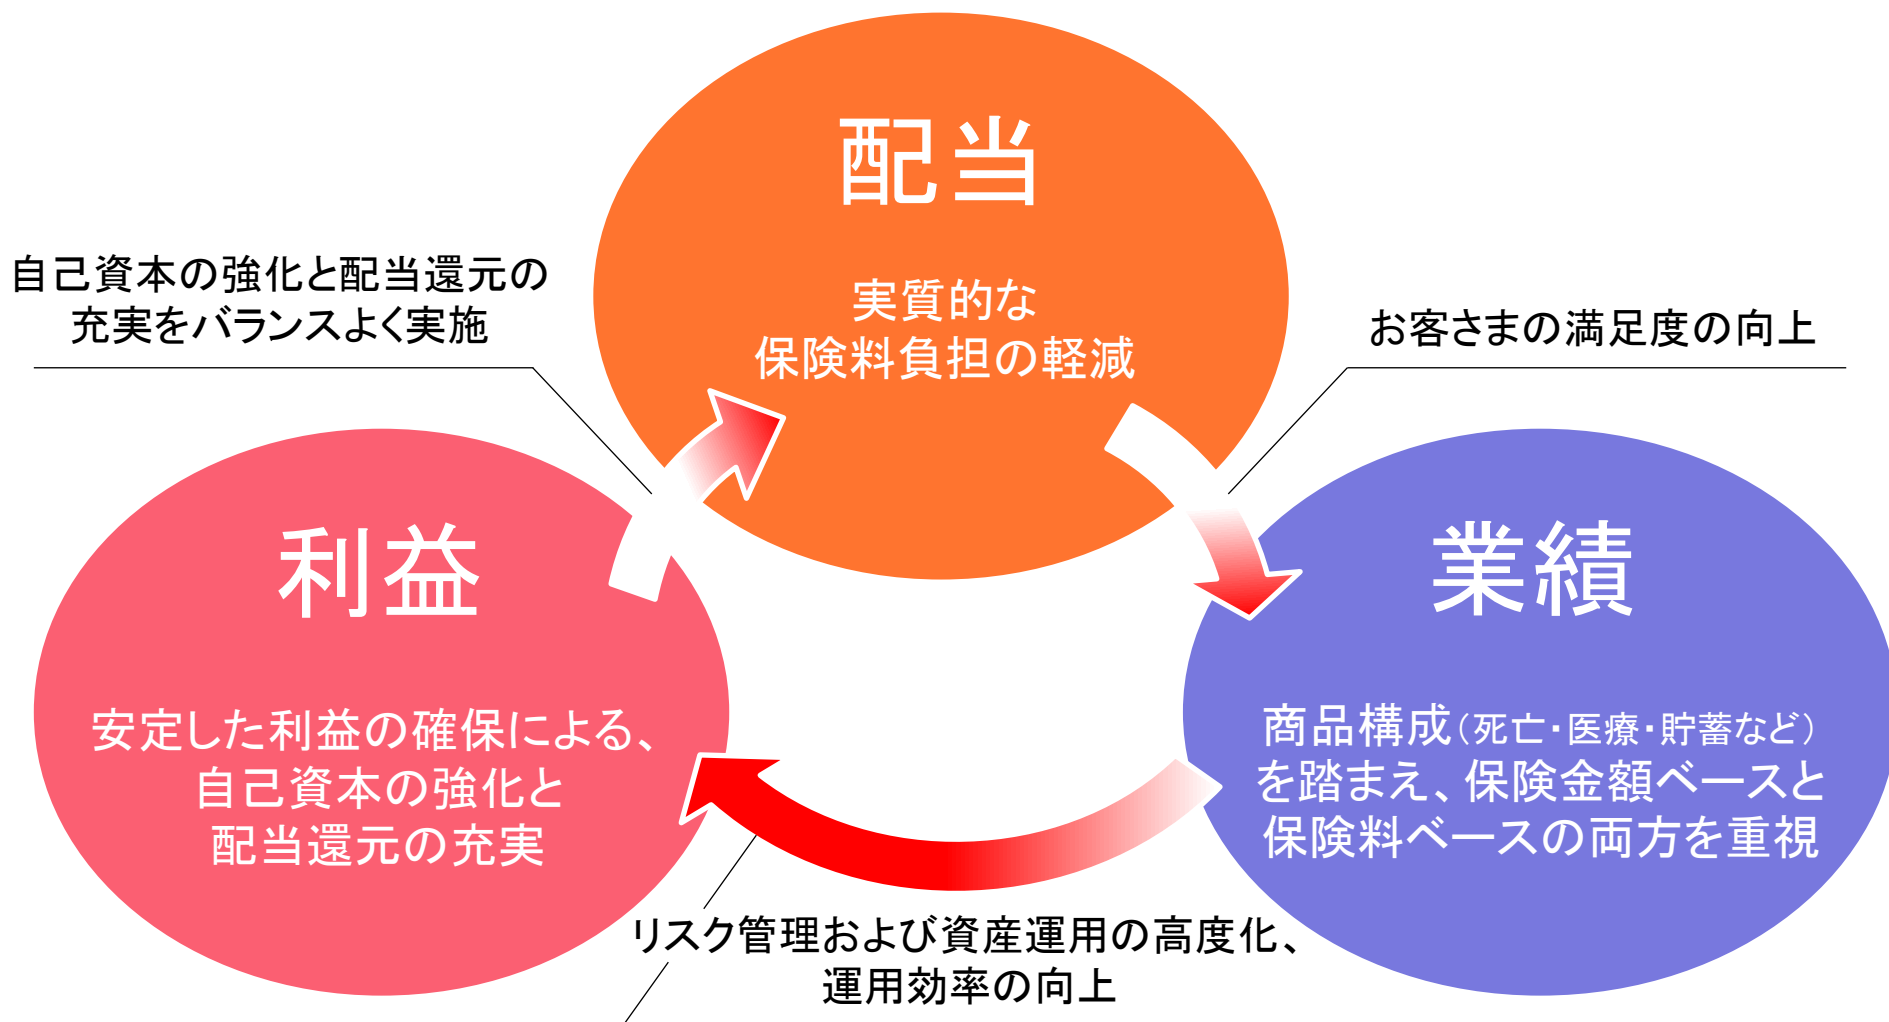 配当
実質的な
保険料負担の軽減
自己資本の強化と配当還元の
充実をバランスよく実施
お客さまの満足度の向上
利益
安定した利益の確保による、
自己資本の強化と
配当還元の充実
業績
商品構成（死亡・医療・貯蓄など）
を踏まえ、保険金額ベースと
保険料ベースの両方を重視
リスク管理および資産運用の高度化、
運用効率の向上